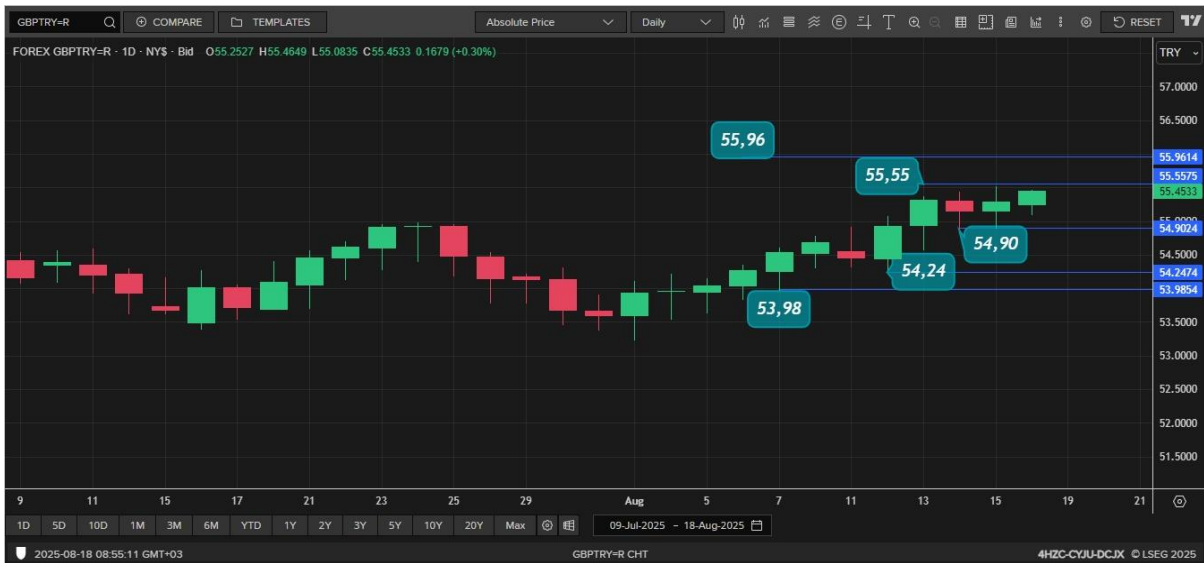 GBPTRY=R
COMPARE
TEMPLATES
Absolute Price
Daily
RESET
FOREX GBPTRY=R · 1D · NY$ · Bid O55.2527 H55.4649 L55.0835 C55.4533 0.1679 (+0.30%)
TRY
57.0000
56.5000
55,96
55.9614
55,55
55.5575
55.4533
55.0000
54.9024
54,90
54.5000
54,24
54.2474
53.9854
53,98
53.5000
53.0000
52.5000
52.0000
51.5000
9 11 15 17 21 23 25 29 Aug 5 7 11 13 15 19 21
1D 5D 10D 1M 3M 6M YTD 1Y 2Y 3Y 5Y 10Y 20Y Max 09-Jul-2025 - 18-Aug-2025
2025-08-18 08:55:11 GMT+03 GBPTRY=R CHT 4HZC-CYJU-DCJX © LSEG 2025